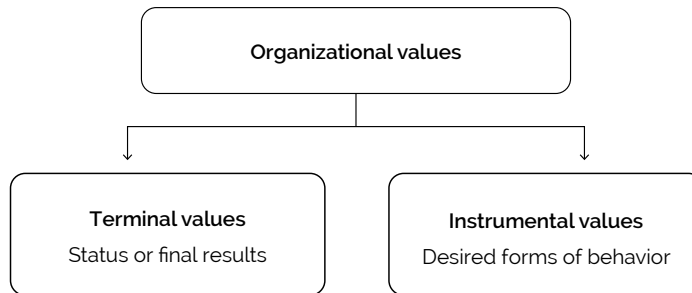 Organizational values
Terminal values
Status or final results
Instrumental values
Desired forms of behavior